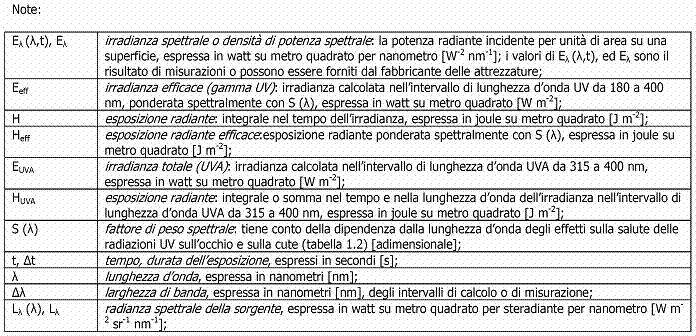 Note:
Eλ (λ,t), Eλ irradianza spettrale o densità di potenza spettrale: la potenza radiante incidente per unità di area su una
superficie, espressa in watt su metro quadrato per nanometro [W⁻² nm⁻¹]; i valori di Eλ (λ,t), ed Eλ sono il
risultato di misurazioni o possono essere forniti dal fabbricante delle attrezzature;
Eeff irradianza efficace (gamma UV): irradianza calcolata nell'intervallo di lunghezza d'onda UV da 180 a 400
nm, ponderata spettralmente con S (λ), espressa in watt su metro quadrato [W m⁻²];
H esposizione radiante: integrale nel tempo dell'irradianza, espressa in joule su metro quadrato [J m⁻²];
Heff esposizione radiante efficace:esposizione radiante ponderata spettralmente con S (λ), espressa in joule su
metro quadrato [J m⁻²];
EUVA irradianza totale (UVA): irradianza calcolata nell'intervallo di lunghezza d'onda UVA da 315 a 400 nm,
espressa in watt su metro quadrato [W m⁻²];
HUVA esposizione radiante: integrale o somma nel tempo e nella lunghezza d'onda dell'irradianza nell'intervallo di
lunghezza d'onda UVA da 315 a 400 nm, espressa in joule su metro quadrato [J m⁻²];
S (λ) fattore di peso spettrale: tiene conto della dipendenza dalla lunghezza d'onda degli effetti sulla salute delle
radiazioni UV sull'occhio e sulla cute (tabella 1.2) [adimensionale];
t, Δt tempo, durata dell'esposizione, espressi in secondi [s];
λ lunghezza d'onda, espressa in nanometri [nm];
Δλ larghezza di banda, espressa in nanometri [nm], degli intervalli di calcolo o di misurazione;
Lλ (λ), Lλ radianza spettrale della sorgente, espressa in watt su metro quadrato per steradiante per nanometro [W m⁻
² sr⁻¹ nm⁻¹];